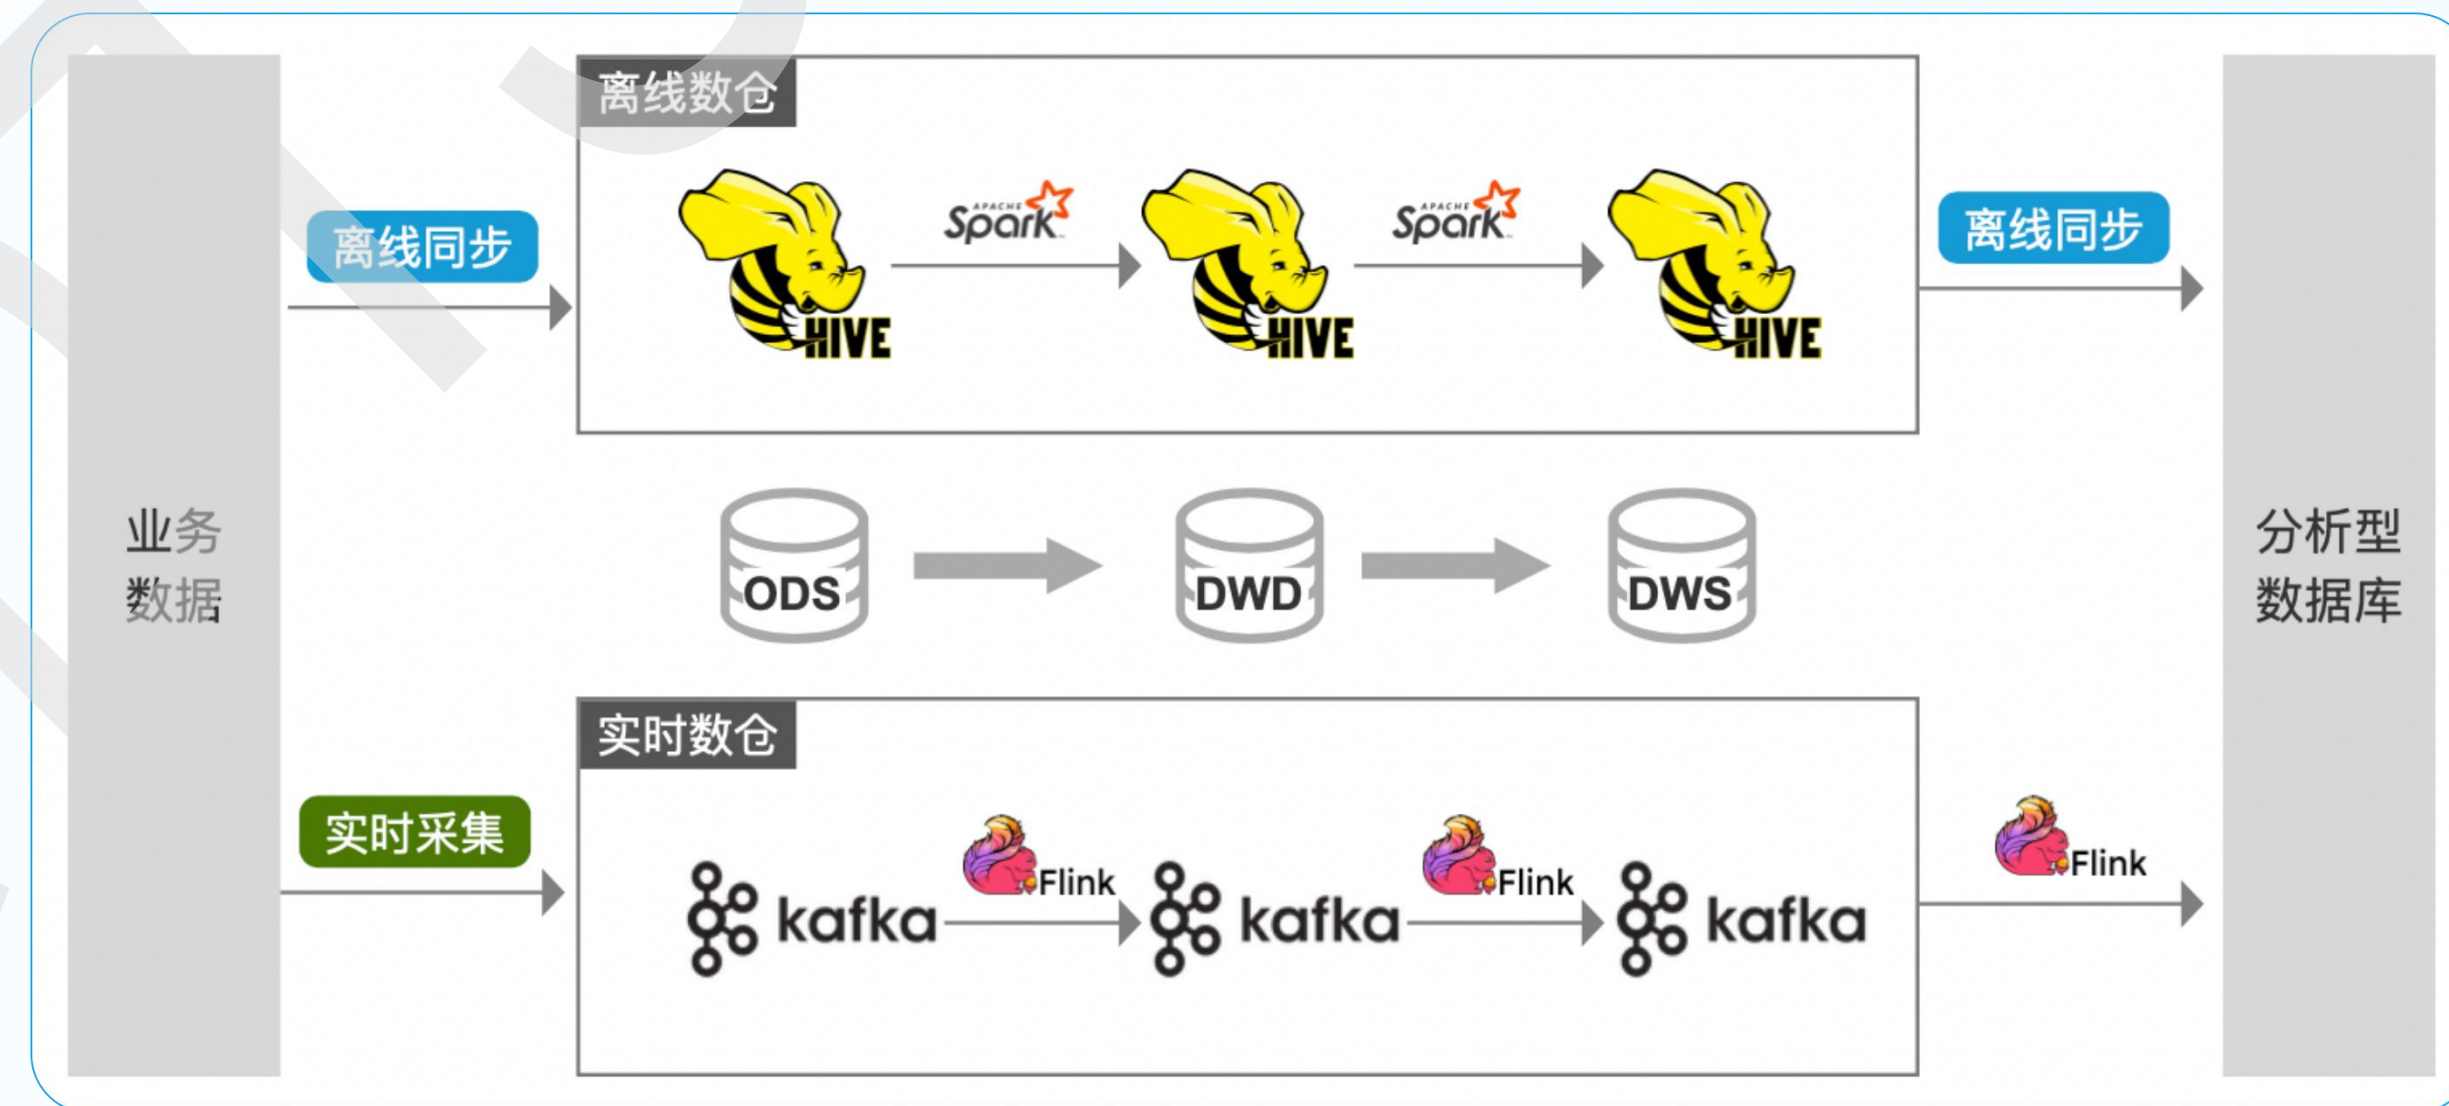 离线数仓
离线同步
HIVE
APACHE
Spark
HIVE
APACHE
Spark
HIVE
离线同步
业务
数据
ODS
DWD
DWS
分析型
数据库
实时数仓
实时采集
kafka
Flink
kafka
Flink
kafka
Flink